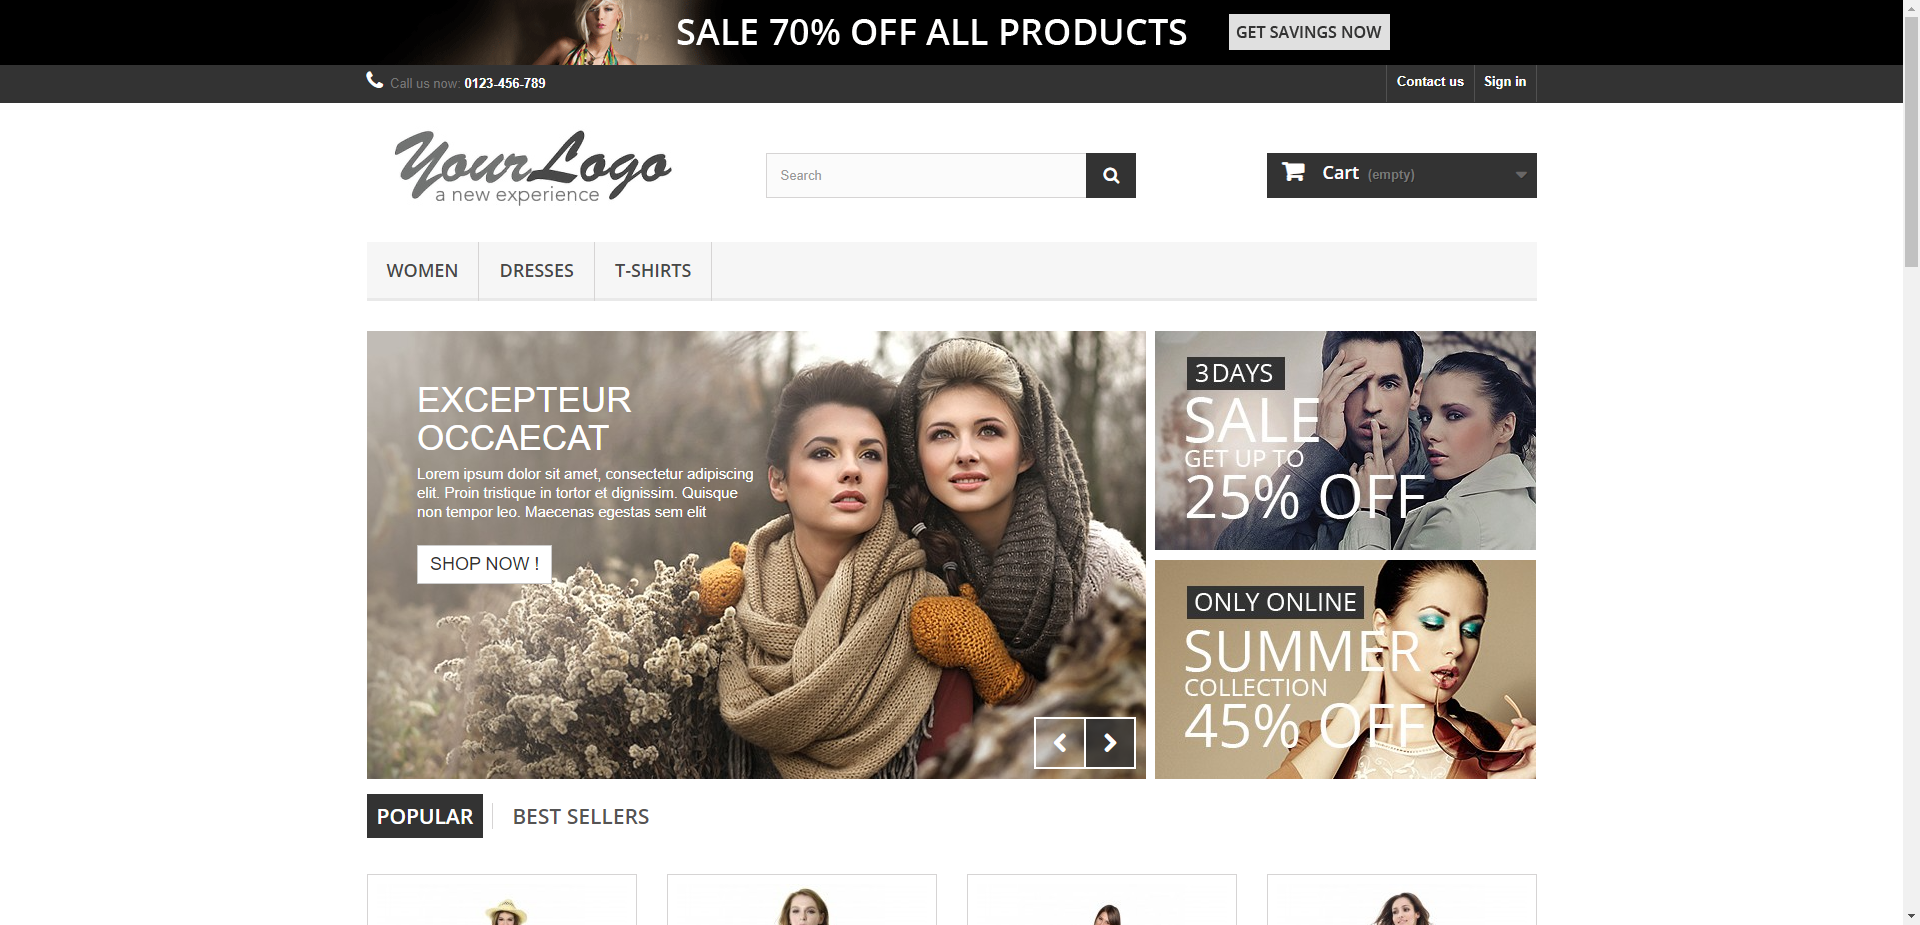 SALE 70% OFF ALL PRODUCTS
GET SAVINGS NOW
Call us now: 0123-456-789
Contact us
Sign in
YourLogo
a new experience
Search
Cart (empty)
WOMEN
DRESSES
T-SHIRTS
EXCEPTEUR
OCCAECAT
Lorem ipsum dolor sit amet, consectetur adipiscing
elit. Proin tristique in tortor et dignissim. Quisque
non tempor leo. Maecenas egestas sem elit
SHOP NOW !
3DAYS
SALE
GET UP TO
25% OFF
ONLY ONLINE
SUMMER
COLLECTION
45% OFF
POPULAR
BEST SELLERS